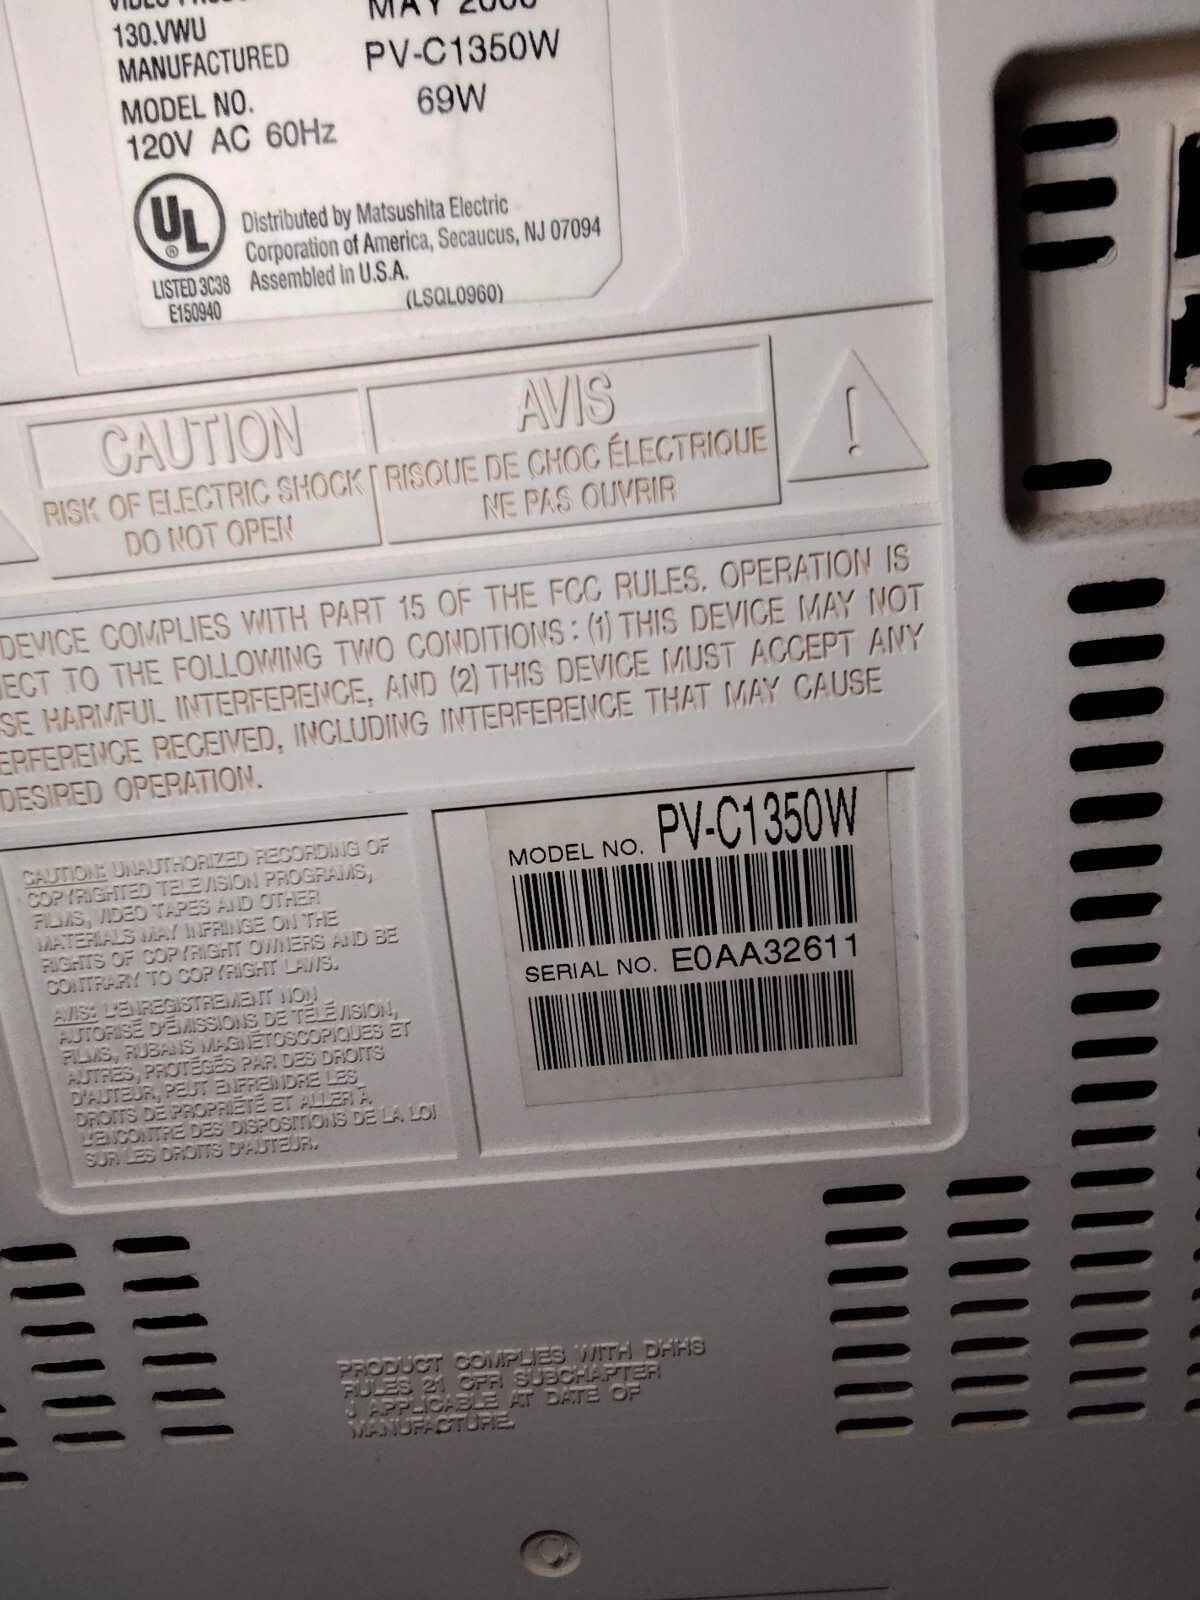 MAY 2000
130.VWU
MANUFACTURED PV-C1350W
MODEL NO. 69W
120V AC 60Hz
UL
®
LISTED 3C38
E150940
Distributed by Matsushita Electric
Corporation of America, Secaucus, NJ 07094
Assembled in U.S.A.
(LSQL0960)
CAUTION
RISK OF ELECTRIC SHOCK
DO NOT OPEN
AVIS
RISQUE DE CHOC ÉLECTRIQUE
NE PAS OUVRIR
!
DEVICE COMPLIES WITH PART 15 OF THE FCC RULES. OPERATION IS
JECT TO THE FOLLOWING TWO CONDITIONS: (1) THIS DEVICE MAY NOT
SE HARMFUL INTERFERENCE, AND (2) THIS DEVICE MUST ACCEPT ANY
ERFERENCE RECEIVED, INCLUDING INTERFERENCE THAT MAY CAUSE
DESIRED OPERATION.
CAUTION: UNAUTHORIZED RECORDING OF
COPYRIGHTED TELEVISION PROGRAMS,
FILMS, VIDEO TAPES AND OTHER
MATERIALS MAY INFRINGE ON THE
RIGHTS OF COPYRIGHT OWNERS AND BE
CONTRARY TO COPYRIGHT LAWS.
AVIS: L'ENREGISTREMENT NON
AUTORISÉ D'ÉMISSIONS DE TÉLÉVISION,
FILMS, RUBANS MAGNÉTOSCOPIQUES ET
AUTRES, PROTÉGÉS PAR DES DROITS
D'AUTEUR, PEUT ENFREINDRE LES
DROITS DE PROPRIÉTÉ ET ALLER À
L'ENCONTRE DES DISPOSITIONS DE LA LOI
SUR LES DROITS D'AUTEUR.
MODEL NO. PV-C1350W
SERIAL NO. E0AA32611
PRODUCT COMPLIES WITH DHHS
RULES 21 CFR SUBCHAPTER
J APPLICABLE AT DATE OF
MANUFACTURE.